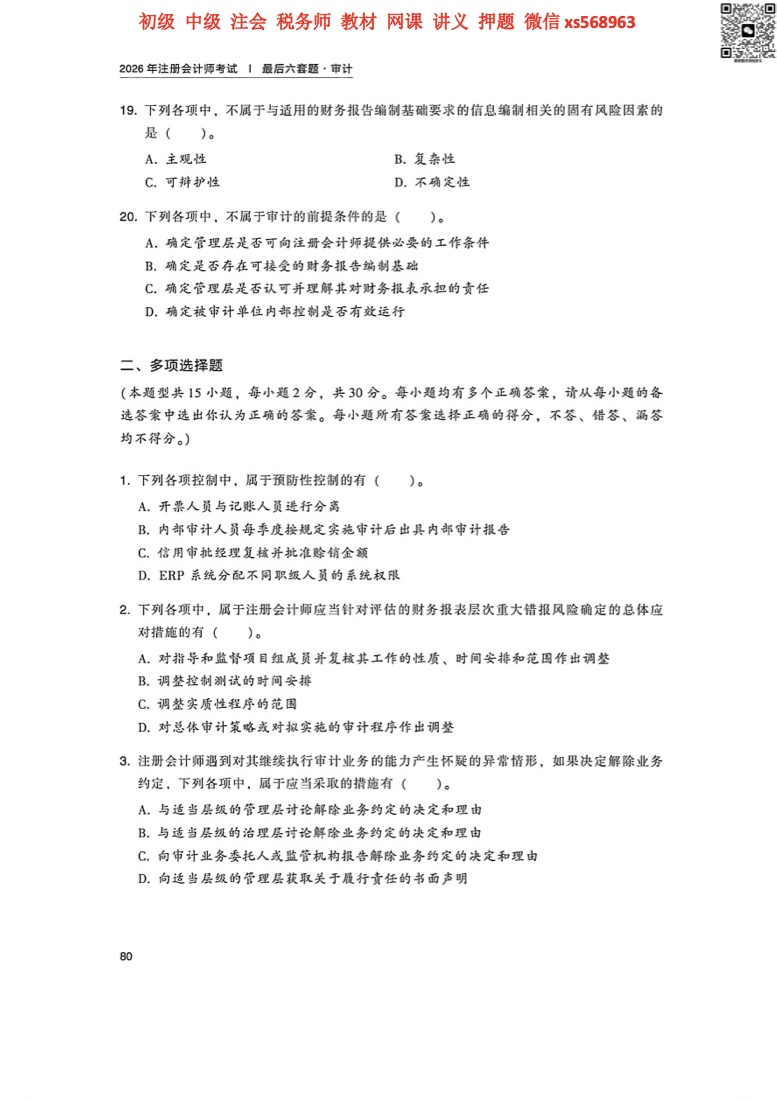 初级 中级 注会 税务师 教材 网课 讲义 押题 微信 xs568963
2026 年注册会计师考试 | 最后六套题·审计
19. 下列各项中，不属于与适用的财务报告编制基础要求的信息编制相关的固有风险因素的
是（　　）。
A. 主观性　　B. 复杂性
C. 可辩护性　　D. 不确定性
20. 下列各项中，不属于审计的前提条件的是（　　）。
A. 确定管理层是否可向注册会计师提供必要的工作条件
B. 确定是否存在可接受的财务报告编制基础
C. 确定管理层是否认可并理解其对财务报表承担的责任
D. 确定被审计单位内部控制是否有效运行
二、多项选择题
（本题型共 15 小题，每小题 2 分，共 30 分。每小题均有多个正确答案，请从每小题的备
选答案中选出你认为正确的答案。每小题所有答案选择正确的得分，不答、错答、漏答
均不得分。）
1. 下列各项控制中，属于预防性控制的有（　　）。
A. 开票人员与记账人员进行分离
B. 内部审计人员每季度按规定实施审计后出具内部审计报告
C. 信用审批经理复核并批准赊销金额
D. ERP 系统分配不同职级人员的系统权限
2. 下列各项中，属于注册会计师应当针对评估的财务报表层次重大错报风险确定的总体应
对措施的有（　　）。
A. 对指导和监督项目组成员并复核其工作的性质、时间安排和范围作出调整
B. 调整控制测试的时间安排
C. 调整实质性程序的范围
D. 对总体审计策略或对拟实施的审计程序作出调整
3. 注册会计师遇到对其继续执行审计业务的能力产生怀疑的异常情形，如果决定解除业务
约定，下列各项中，属于应当采取的措施有（　　）。
A. 与适当层级的管理层讨论解除业务约定的决定和理由
B. 与适当层级的治理层讨论解除业务约定的决定和理由
C. 向审计业务委托人或监管机构报告解除业务约定的决定和理由
D. 向适当层级的管理层获取关于履行责任的书面声明
80